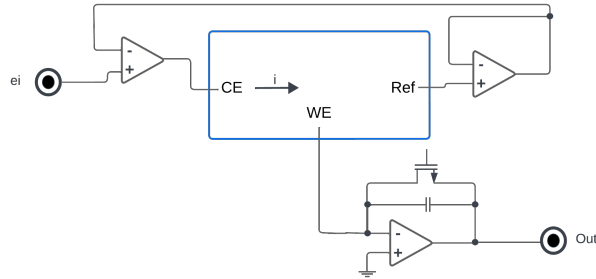 ei
CE
i
Ref
WE
Out
-
+
-
+
-
+